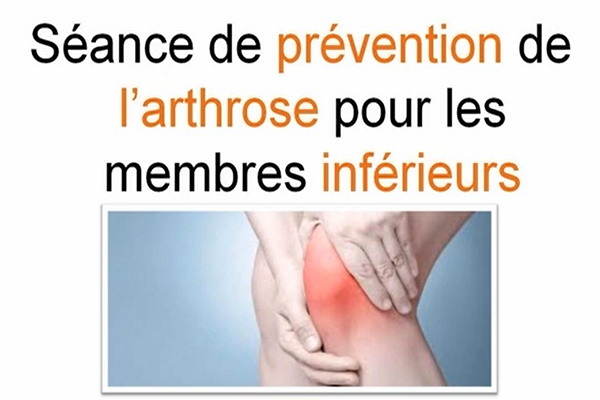 Séance de prévention de
l’arthrose pour les
membres inférieurs